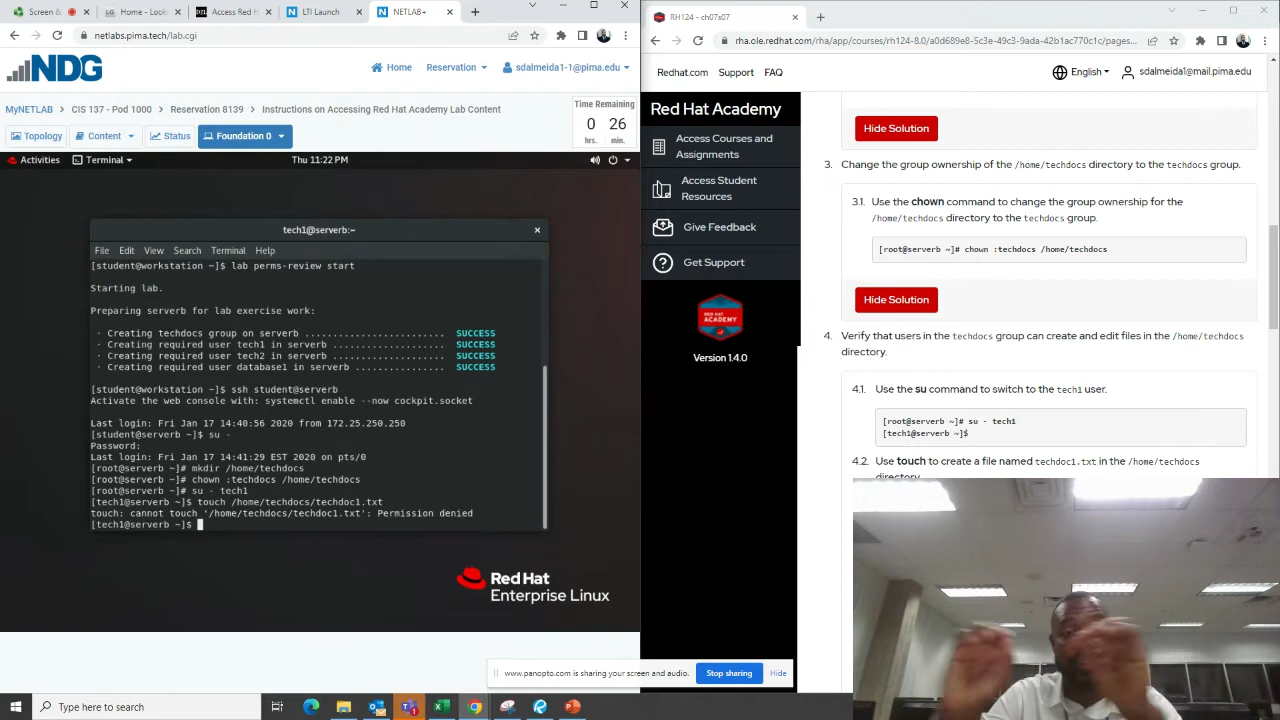 Screen &
Home - Look
Access Red H
LTI Launch
NETLAB+
netlabs.pima.tech/lab.cgi
NDG
Home
Reservation
sdalmeida1-1@pima.edu
MyNETLAB
CIS 137 - Pod 1000
Reservation 8139
Instructions on Accessing Red Hat Academy Lab Content
Time Remaining
0 26
hrs. min.
Topology
Content
Status
Foundation 0
Activities
Terminal
Thu 11:22 PM
tech1@serverb:~
File Edit View Search Terminal Help
[student@workstation ~]$ lab perms-review start
Starting lab.
Preparing serverb for lab exercise work:
· Creating techdocs group on serverb ......................... SUCCESS
· Creating required user tech1 in serverb .................... SUCCESS
· Creating required user tech2 in serverb .................... SUCCESS
· Creating required user database1 in serverb ................ SUCCESS
[student@workstation ~]$ ssh student@serverb
Activate the web console with: systemctl enable --now cockpit.socket
Last login: Fri Jan 17 14:40:56 2020 from 172.25.250.250
[student@serverb ~]$ su -
Password:
Last login: Fri Jan 17 14:41:29 EST 2020 on pts/0
[root@serverb ~]# mkdir /home/techdocs
[root@serverb ~]# chown :techdocs /home/techdocs
[root@serverb ~]# su - tech1
[tech1@serverb ~]$ touch /home/techdocs/techdoc1.txt
touch: cannot touch '/home/techdocs/techdoc1.txt': Permission denied
[tech1@serverb ~]$
Red Hat
Enterprise Linux
www.panopto.com is sharing your screen and audio.
Stop sharing
Hide
Type here to search
RH124 - ch07s07
rha.ole.redhat.com/rha/app/courses/rh124-8.0/a0d689e8-5c3e-49c3-9ada-42b1ac770c1c/pages...
Redhat.com
Support
FAQ
English
sdalmeida1@mail.pima.edu
Red Hat Academy
Access Courses and
Assignments
Access Student
Resources
Give Feedback
Get Support
RED HAT
ACADEMY
Version 1.4.0
Hide Solution
3. Change the group ownership of the /home/techdocs directory to the techdocs group.
3.1. Use the chown command to change the group ownership for the
/home/techdocs directory to the techdocs group.
[root@serverb ~]# chown :techdocs /home/techdocs
Hide Solution
4. Verify that users in the techdocs group can create and edit files in the /home/techdocs
directory.
4.1. Use the su command to switch to the tech1 user.
[root@serverb ~]# su - tech1
[tech1@serverb ~]$
4.2. Use touch to create a file named techdoc1.txt in the /home/techdocs
directory.